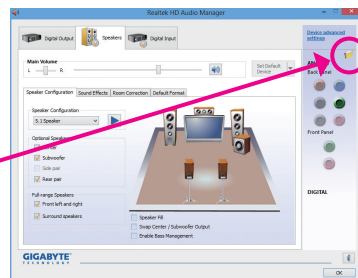 Realtek HD Audio Manager
Digital Output
Speakers
Digital Input
Device advanced
settings
Main Volume
L
R
Set Default
Device
Back Panel
Speaker Configuration
Sound Effects
Room Correction
Default Format
Speaker Configuration
5.1 Speaker
Optional Speakers
Subwoofer
Side pair
Rear pair
Front Panel
Full-range Speakers
Front left and right
Surround speakers
Speaker Fill
Swap Center / Subwoofer Output
Enable Bass Management
DIGITAL
GIGABYTE
TECHNOLOGY
OK